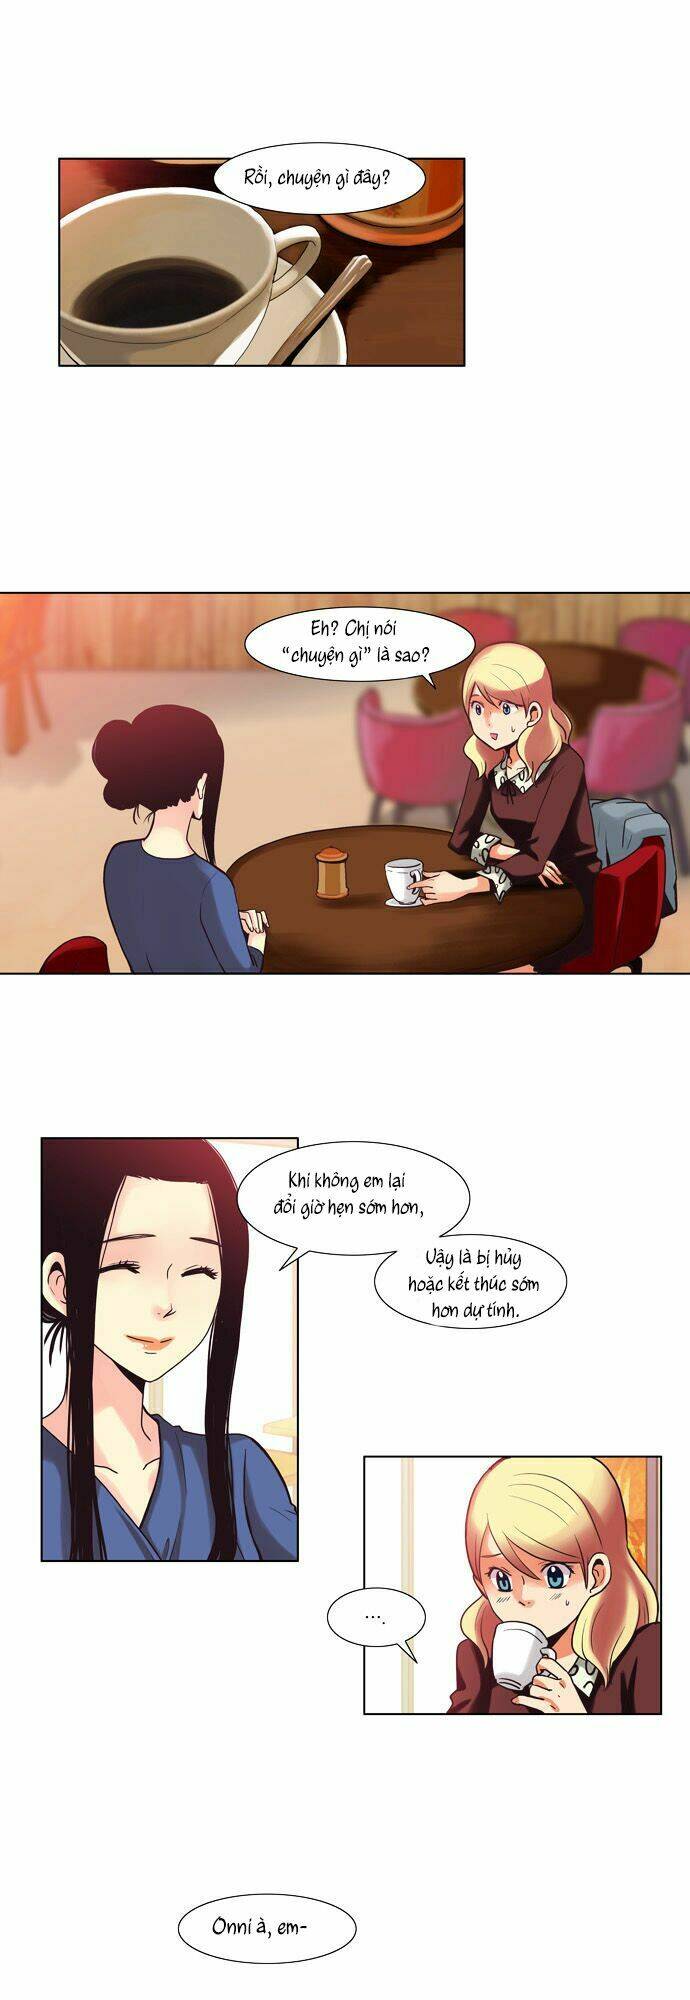 Rồi, chuyện gì đây?
Eh? Chị nói
"chuyện gì" là sao?
Khi không em lại
đổi giờ hẹn sớm hơn,
Vậy là bị hủy
hoặc kết thúc sớm
hơn dự tính.
....
Onni à, em-